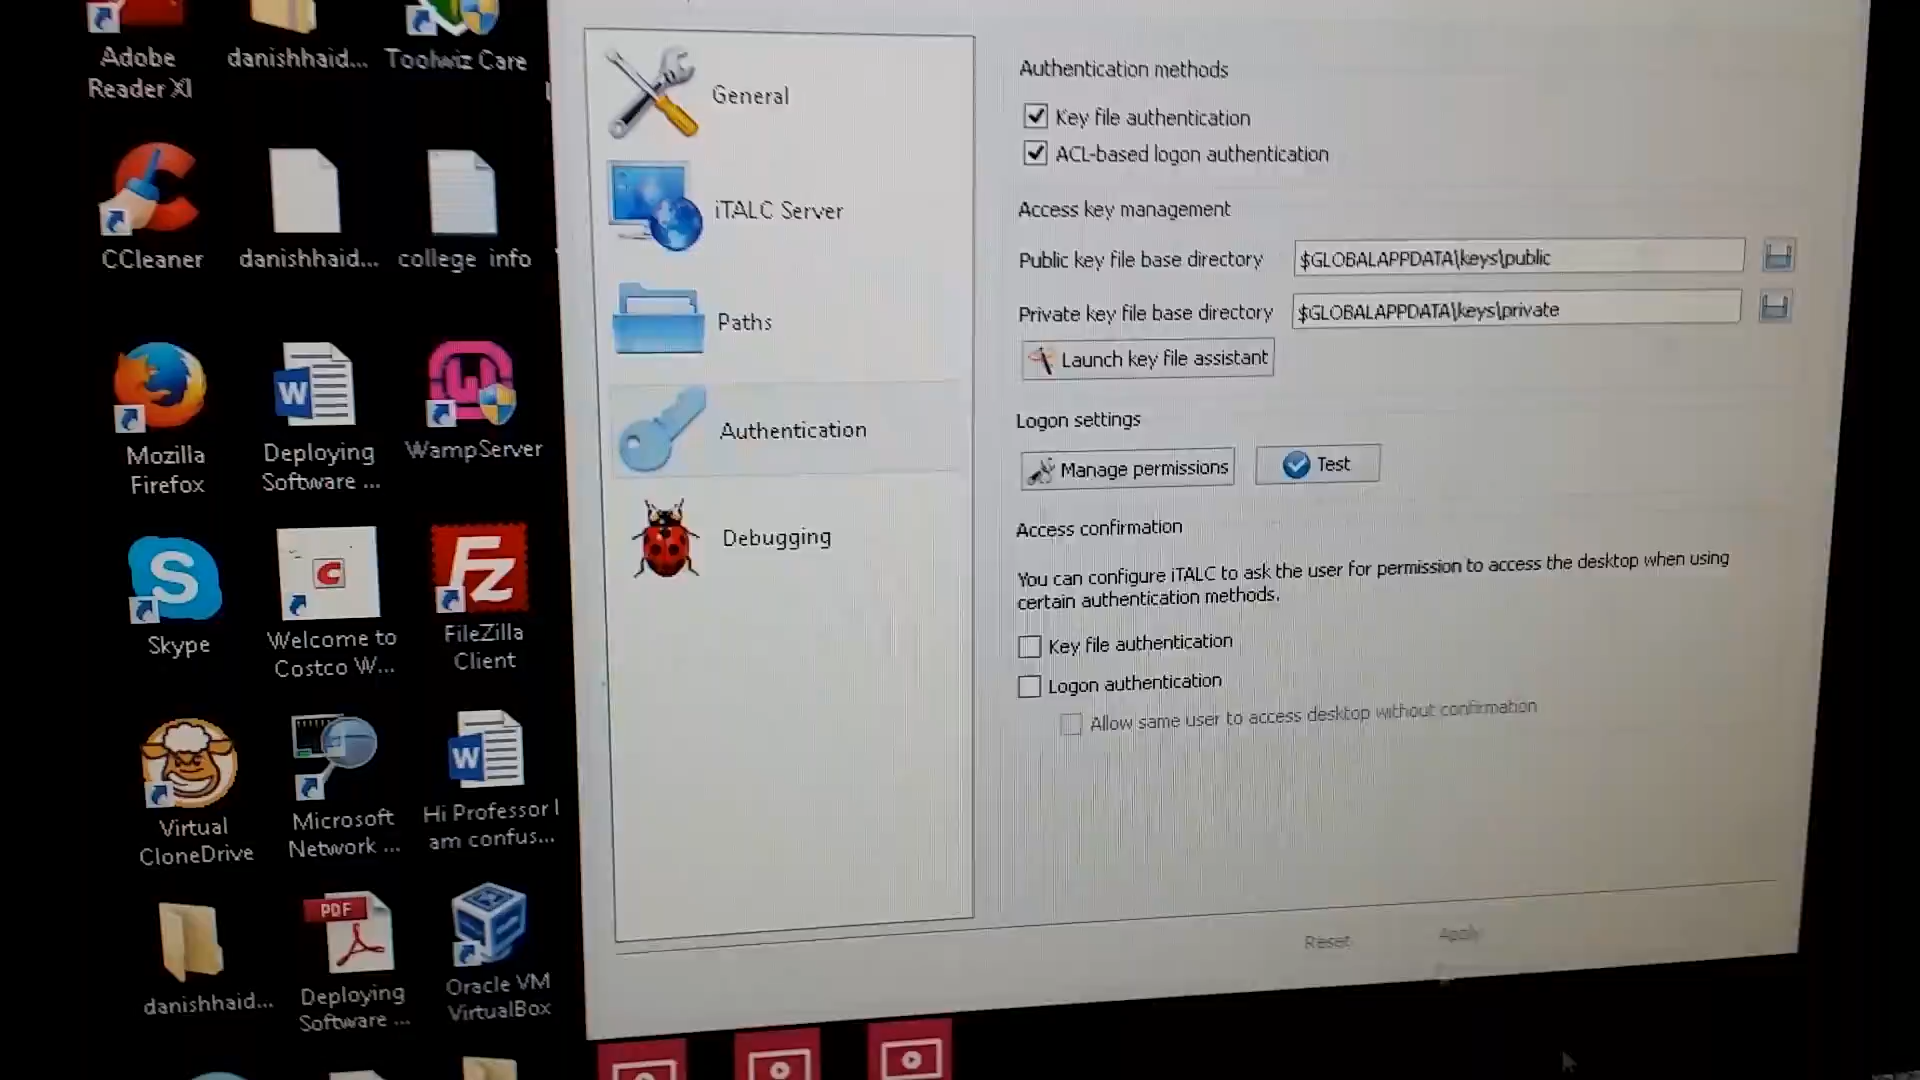 Adobe
Reader XI
danishhaid...
Toolwiz Care
CCleaner
danishhaid...
college info
Mozilla
Firefox
Deploying
Software ...
WampServer
Skype
Welcome to
Costco W...
FileZilla
Client
Virtual
CloneDrive
Microsoft
Network ...
Hi Professor I
am confus...
danishhaid...
PDF
Deploying
Software ...
Oracle VM
VirtualBox
General
iTALC Server
Paths
Authentication
Debugging
Authentication methods
Key file authentication
ACL-based logon authentication
Access key management
Public key file base directory
$GLOBALAPPDATA\keys\public
Private key file base directory
$GLOBALAPPDATA\keys\private
Launch key file assistant
Logon settings
Manage permissions
Test
Access confirmation
You can configure iTALC to ask the user for permission to access the desktop when using
certain authentication methods.
Key file authentication
Logon authentication
Allow same user to access desktop without confirmation
Reset
Apply